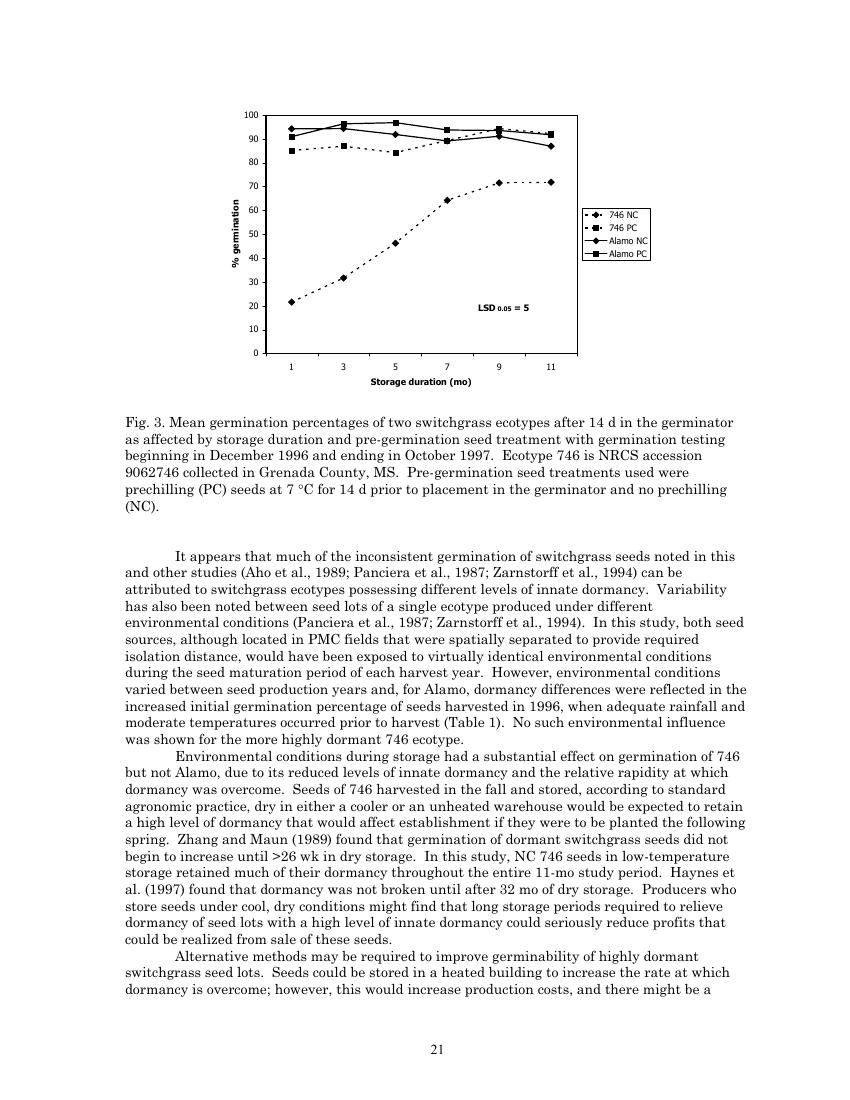 100
90
80
70
60
50
40
30
20
10
0
% germination
1 3 5 7 9 11
Storage duration (mo)
LSD 0.05 = 5
746 NC
746 PC
Alamo NC
Alamo PC
Fig. 3. Mean germination percentages of two switchgrass ecotypes after 14 d in the germinator
as affected by storage duration and pre-germination seed treatment with germination testing
beginning in December 1996 and ending in October 1997. Ecotype 746 is NRCS accession
9062746 collected in Grenada County, MS. Pre-germination seed treatments used were
prechilling (PC) seeds at 7 °C for 14 d prior to placement in the germinator and no prechilling
(NC).
It appears that much of the inconsistent germination of switchgrass seeds noted in this
and other studies (Aho et al., 1989; Panciera et al., 1987; Zarnstorff et al., 1994) can be
attributed to switchgrass ecotypes possessing different levels of innate dormancy. Variability
has also been noted between seed lots of a single ecotype produced under different
environmental conditions (Panciera et al., 1987; Zarnstorff et al., 1994). In this study, both seed
sources, although located in PMC fields that were spatially separated to provide required
isolation distance, would have been exposed to virtually identical environmental conditions
during the seed maturation period of each harvest year. However, environmental conditions
varied between seed production years and, for Alamo, dormancy differences were reflected in the
increased initial germination percentage of seeds harvested in 1996, when adequate rainfall and
moderate temperatures occurred prior to harvest (Table 1). No such environmental influence
was shown for the more highly dormant 746 ecotype.
Environmental conditions during storage had a substantial effect on germination of 746
but not Alamo, due to its reduced levels of innate dormancy and the relative rapidity at which
dormancy was overcome. Seeds of 746 harvested in the fall and stored, according to standard
agronomic practice, dry in either a cooler or an unheated warehouse would be expected to retain
a high level of dormancy that would affect establishment if they were to be planted the following
spring. Zhang and Maun (1989) found that germination of dormant switchgrass seeds did not
begin to increase until >26 wk in dry storage. In this study, NC 746 seeds in low-temperature
storage retained much of their dormancy throughout the entire 11-mo study period. Haynes et
al. (1997) found that dormancy was not broken until after 32 mo of dry storage. Producers who
store seeds under cool, dry conditions might find that long storage periods required to relieve
dormancy of seed lots with a high level of innate dormancy could seriously reduce profits that
could be realized from sale of these seeds.
Alternative methods may be required to improve germinability of highly dormant
switchgrass seed lots. Seeds could be stored in a heated building to increase the rate at which
dormancy is overcome; however, this would increase production costs, and there might be a
21